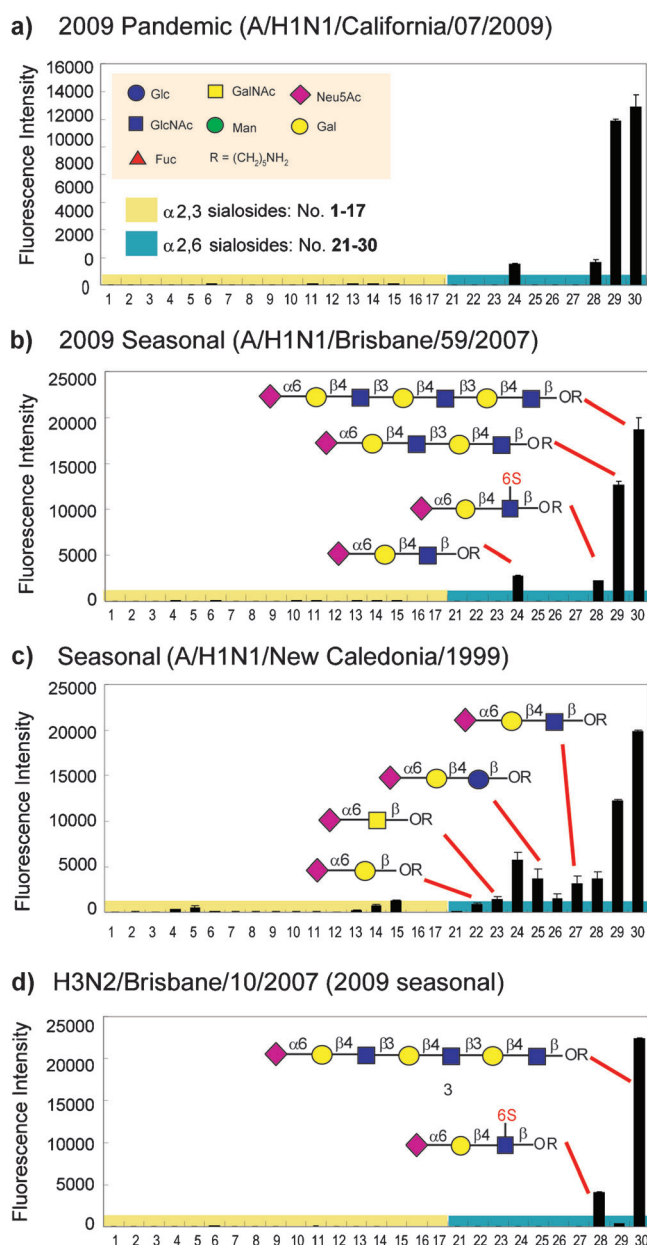 a) 2009 Pandemic (A/H1N1/California/07/2009)
Fluorescence Intensity
16000
14000
12000
10000
8000
6000
4000
2000
0
0
Glc
GalNAc
Neu5Ac
GlcNAc
Man
Gal
Fuc
R = (CH2)5NH2
α2,3 sialosides: No. 1-17
α2,6 sialosides: No. 21-30
1 2 3 4 5 6 7 8 9 10 11 12 13 14 15 16 17 21 22 23 24 25 26 27 28 29 30
b) 2009 Seasonal (A/H1N1/Brisbane/59/2007)
Fluorescence Intensity
25000
20000
15000
10000
5000
0
α6 β4 β3 β4 β3 β4 β OR
α6 β4 β3 β4 β OR
6S
α6 β4 β OR
α6 β4 β OR
1 2 3 4 5 6 7 8 9 10 11 12 13 14 15 16 17 21 22 23 24 25 26 27 28 29 30
c) Seasonal (A/H1N1/New Caledonia/1999)
Fluorescence Intensity
25000
20000
15000
10000
5000
0
α6 β4 β OR
α6 β4 β OR
α6 β OR
α6 β OR
1 2 3 4 5 6 7 8 9 10 11 12 13 14 15 16 17 21 22 23 24 25 26 27 28 29 30
d) H3N2/Brisbane/10/2007 (2009 seasonal)
Fluorescence Intensity
25000
20000
15000
10000
5000
0
α6 β4 β3 β4 β3 β4 β OR
3
6S
α6 β4 β OR
1 2 3 4 5 6 7 8 9 10 11 12 13 14 15 16 17 21 22 23 24 25 26 27 28 29 30